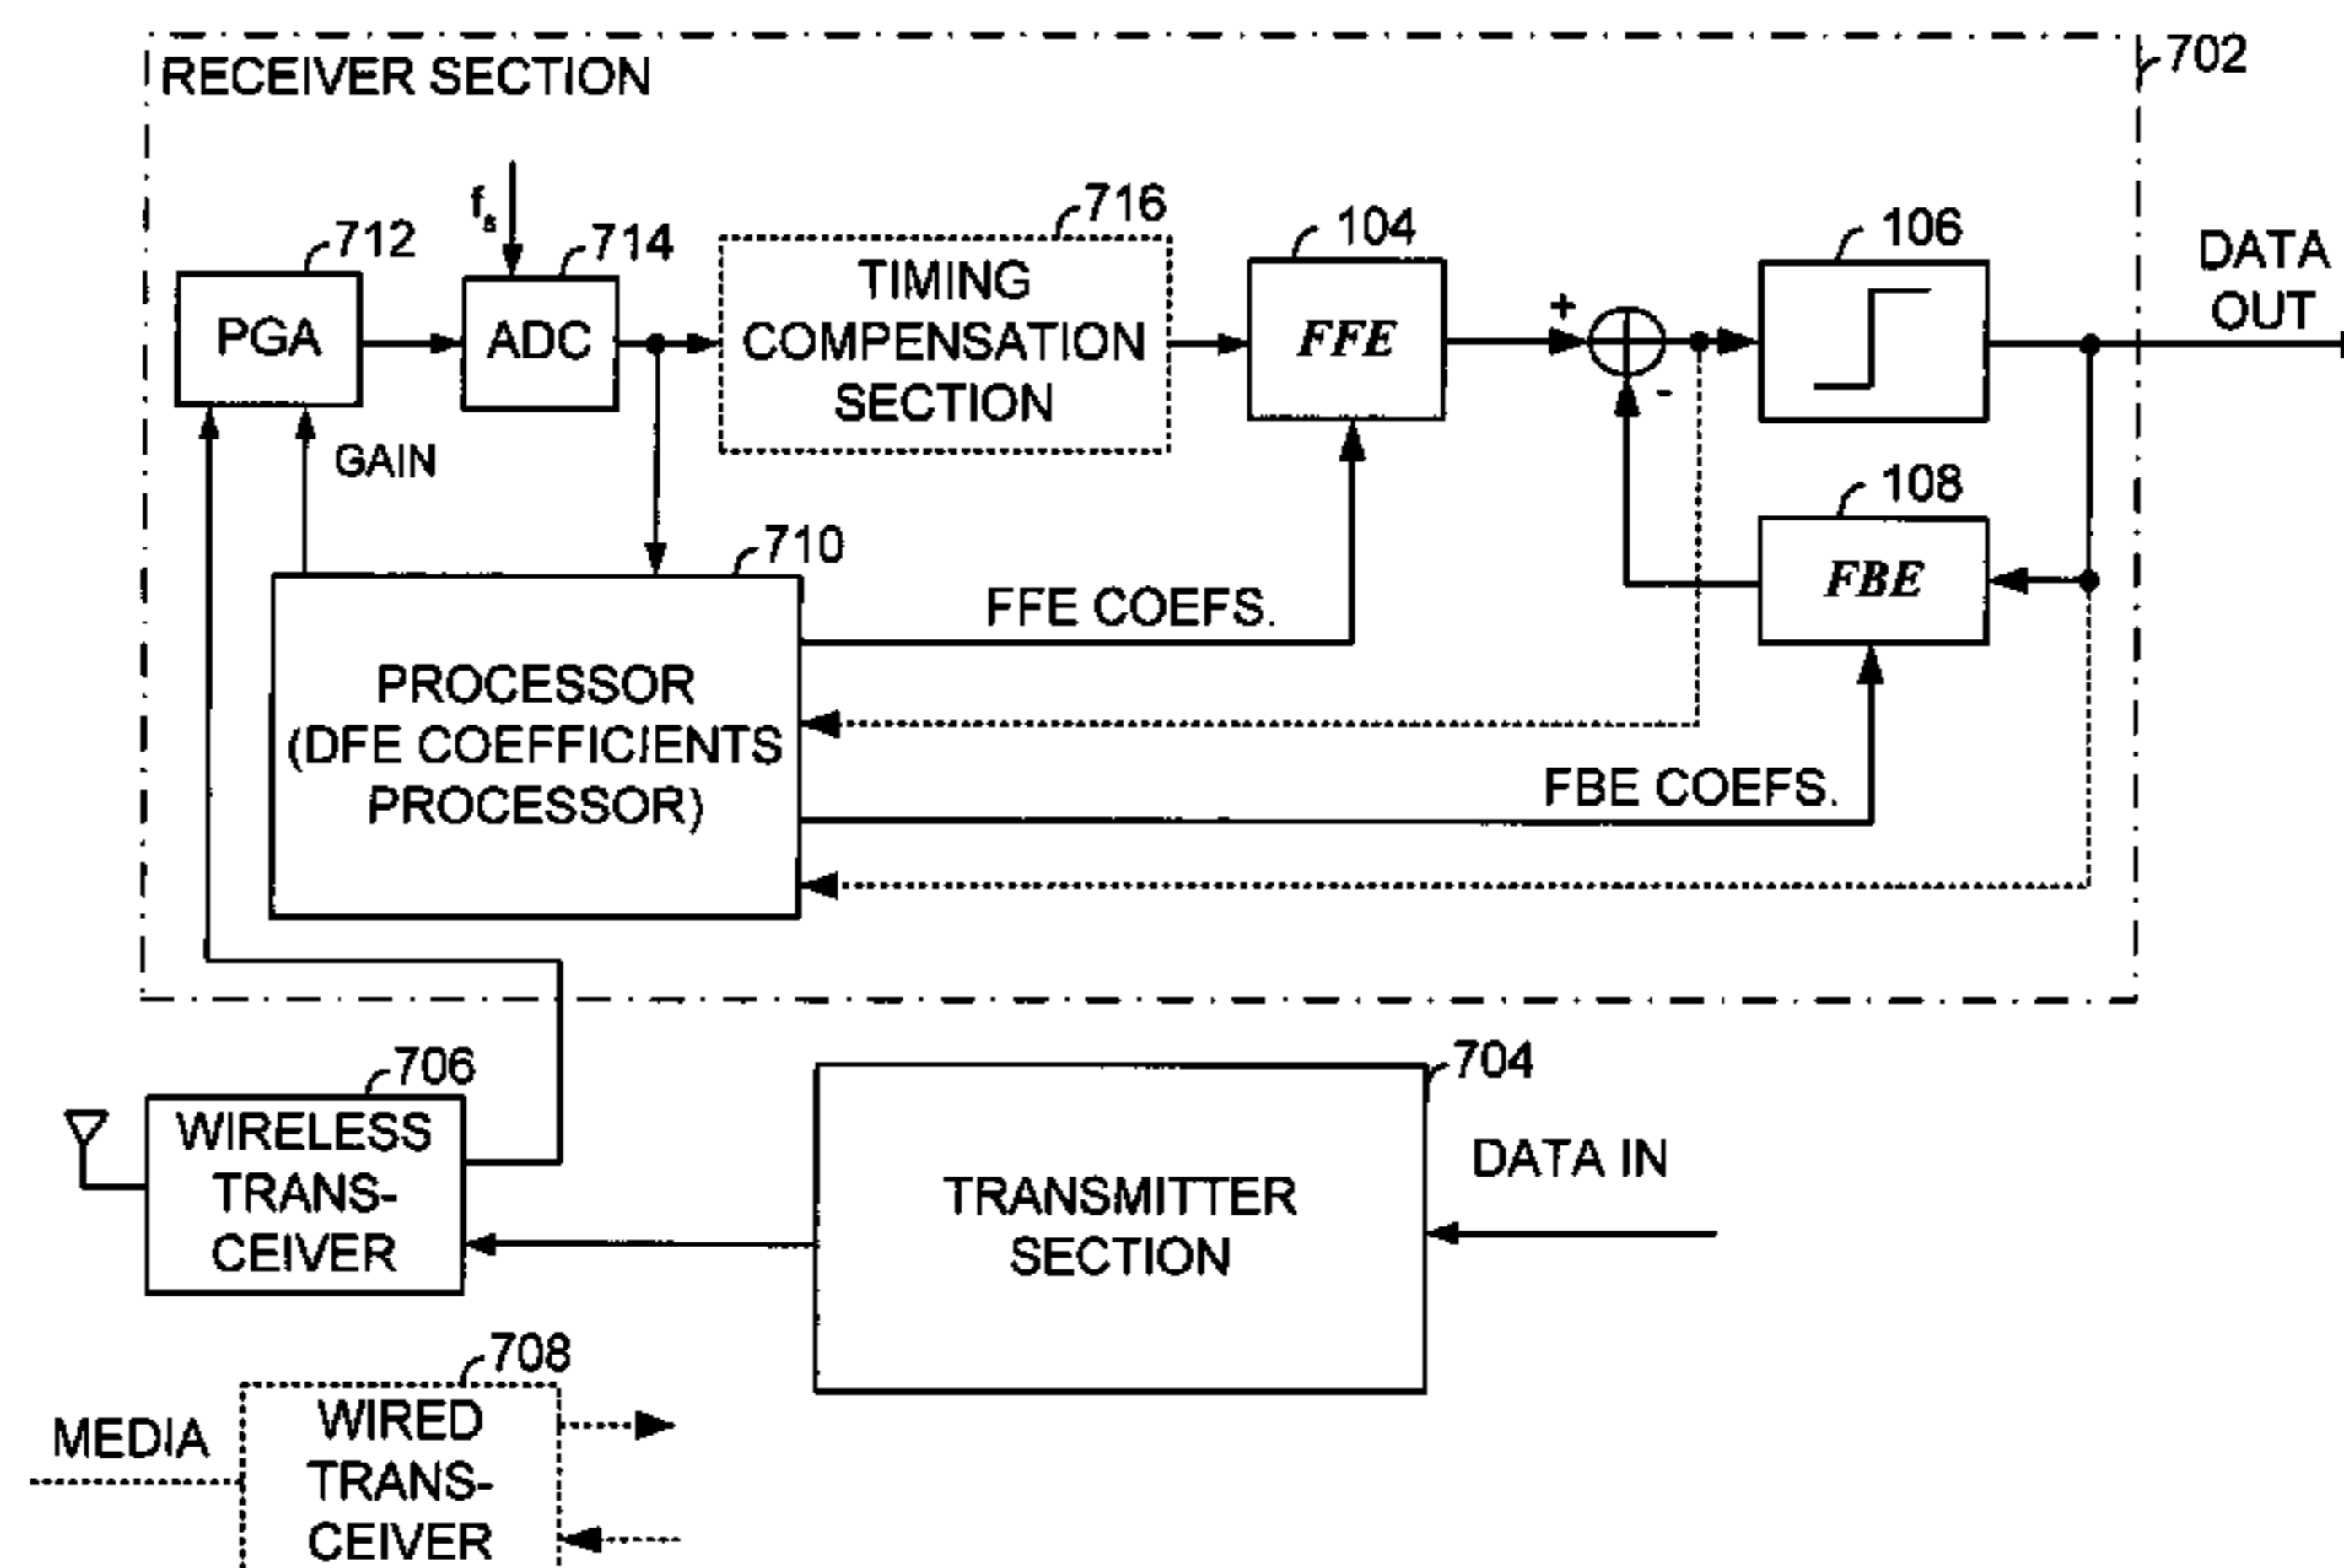 RECEIVER SECTION
702
fs
712
714
716
104
106
DATA
OUT
PGA
ADC
TIMING
COMPENSATION
SECTION
FFE
+
-
GAIN
108
FBE
710
FFE COEFS.
PROCESSOR
(DFE COEFFICIENTS
PROCESSOR)
FBE COEFS.
706
704
WIRELESS
TRANS-
CEIVER
TRANSMITTER
SECTION
DATA IN
708
MEDIA
WIRED
TRANS-
CEIVER